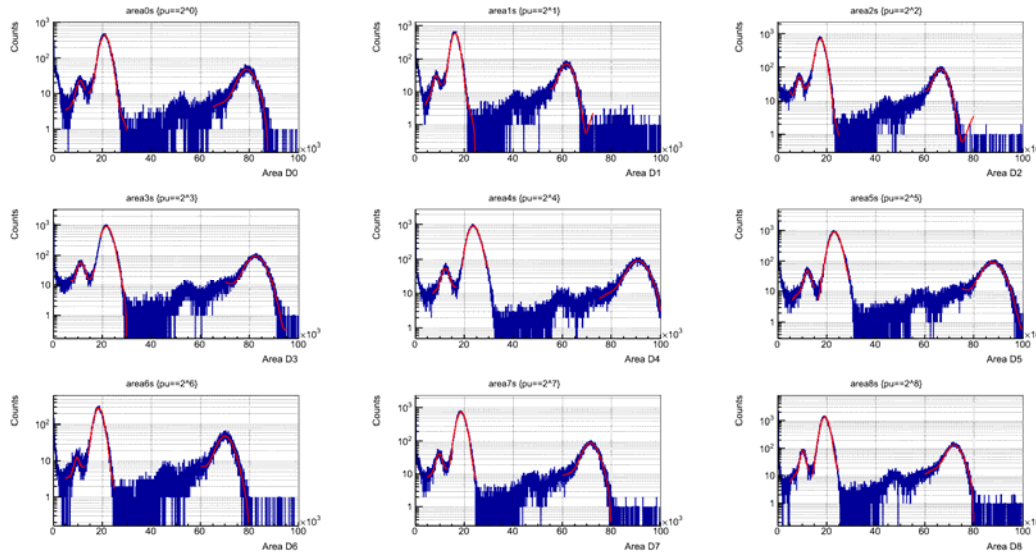 area0s {pu==2^0}
Counts
10³
10²
10
1
0 20 40 60 80 100
×10³
Area D0
area1s {pu==2^1}
Counts
10³
10²
10
1
0 20 40 60 80 100
×10³
Area D1
area2s {pu==2^2}
Counts
10³
10²
10
1
0 20 40 60 80 100
Area D2
area3s {pu==2^3}
Counts
10³
10²
10
1
0 20 40 60 80 100
×10³
Area D3
area4s {pu==2^4}
Counts
10³
10²
10
1
0 20 40 60 80 100
×10³
Area D4
area5s {pu==2^5}
Counts
10³
10²
10
1
0 20 40 60 80 100
Area D5
area6s {pu==2^6}
Counts
10²
10
1
0 20 40 60 80 100
×10³
Area D6
area7s {pu==2^7}
Counts
10³
10²
10
1
0 20 40 60 80 100
×10³
Area D7
area8s {pu==2^8}
Counts
10³
10²
10
1
0 20 40 60 80 100
Area D8